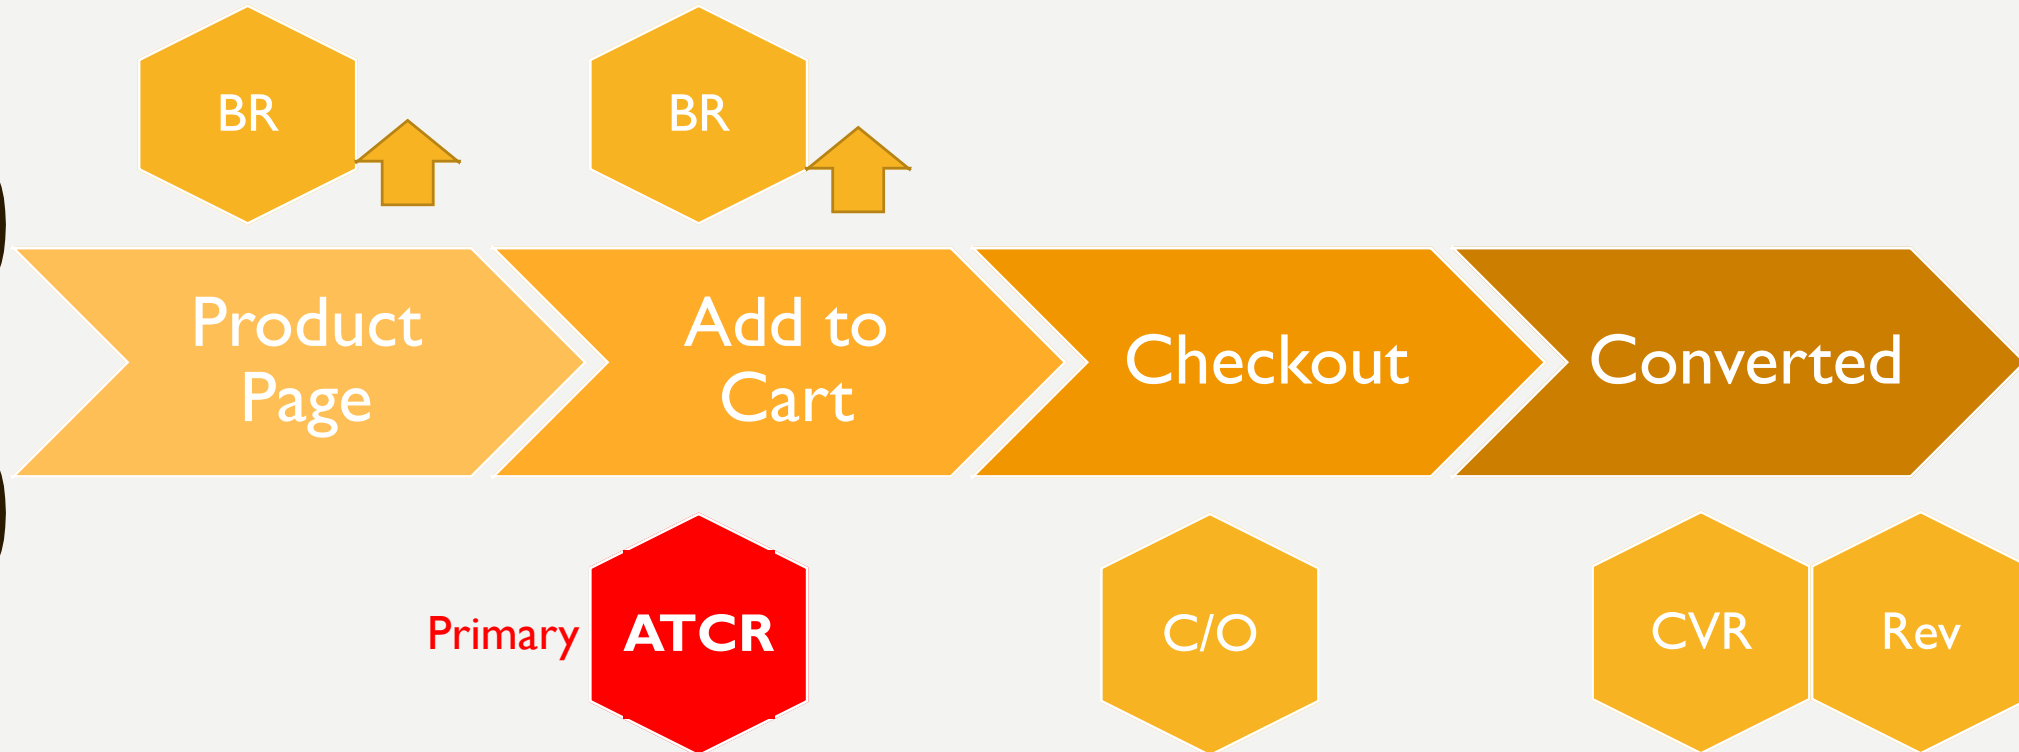 BR
BR
Product
Page
Add to
Cart
Checkout
Converted
Primary
ATCR
C/O
CVR
Rev